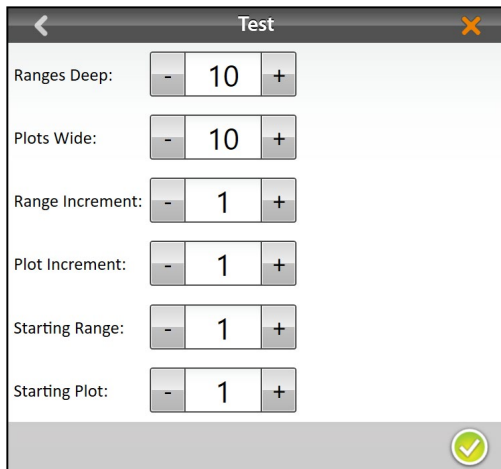 Test
Ranges Deep: - 10 +
Plots Wide: - 10 +
Range Increment: - 1 +
Plot Increment: - 1 +
Starting Range: - 1 +
Starting Plot: - 1 +